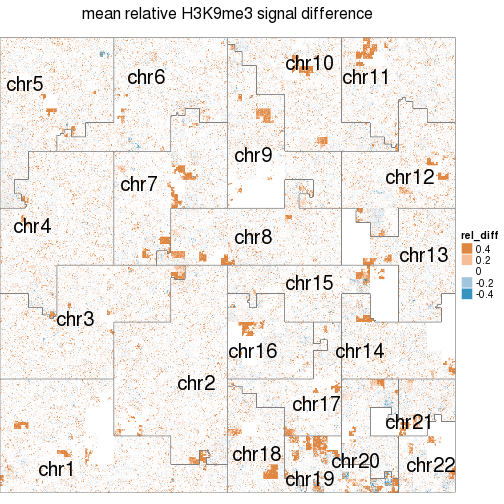 mean relative H3K9me3 signal difference
chr10
chr11
chr5
chr6
chr9
chr12
chr7
chr4
chr8
chr13
rel_diff
0.4
0.2
0
-0.2
-0.4
chr15
chr3
chr16
chr14
chr2
chr17
chr21
chr18
chr20
chr22
chr1
chr19